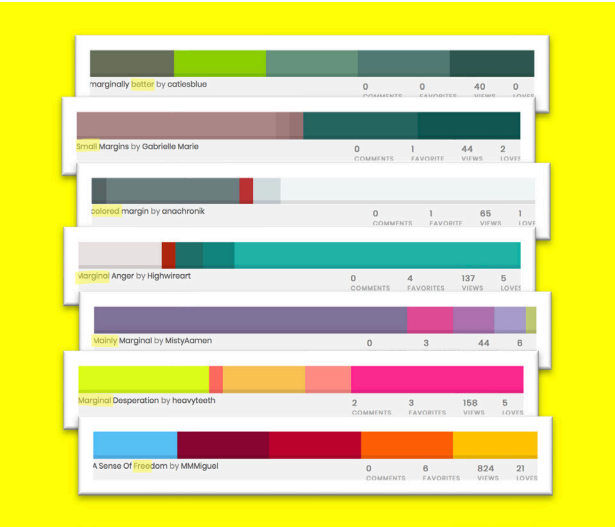 marginally better by catiesblue
0 0 40 0
COMMENTS FAVORITES VIEWS LOVES
Small Margins by Gabrielle Marie
0 1 44 2
COMMENTS FAVORITE VIEWS LOVES
colored margin by anachronik
0 1 65 1
COMMENTS FAVORITE VIEWS LOVE
Marginal Anger by Highwireart
0 4 137 5
COMMENTS FAVORITES VIEWS LOVES
Mainly Marginal by MistyAamen
0 3 44 6
Marginal Desperation by heavyteeth
2 3 158 5
COMMENTS FAVORITES VIEWS LOVES
A Sense Of Freedom by MMMiguel
0 6 824 21
COMMENTS FAVORITES VIEWS LOVES